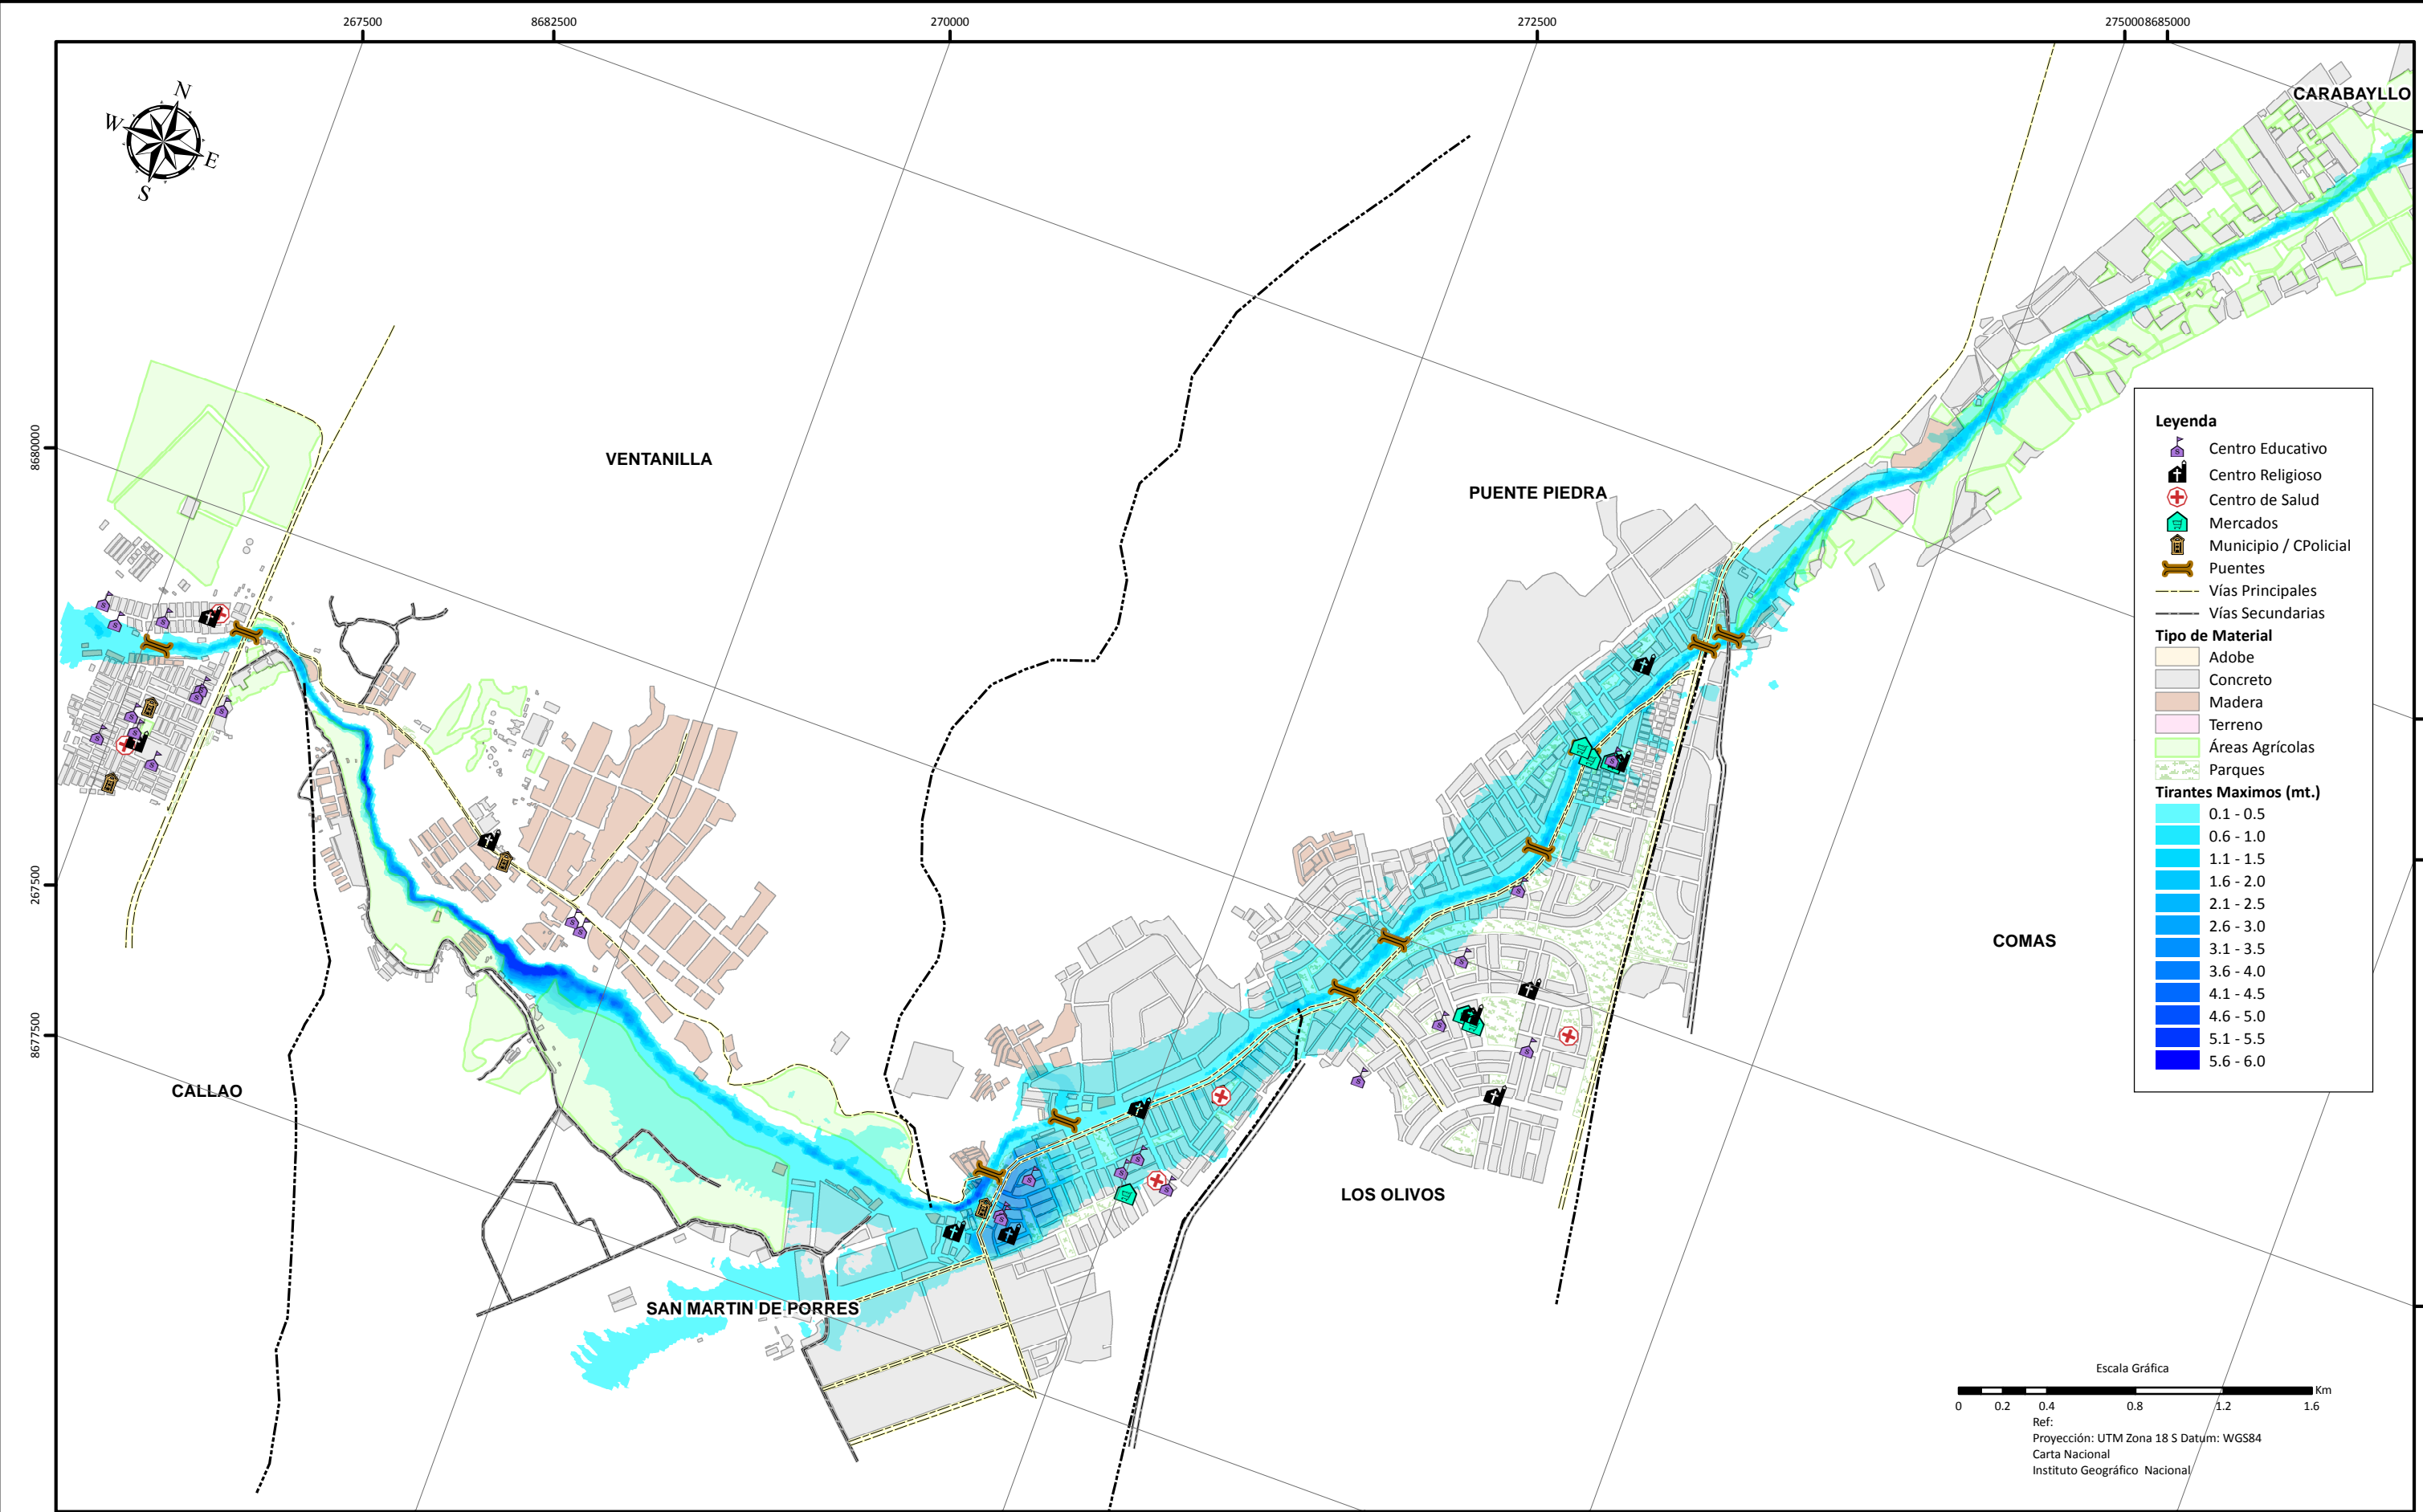 267500
8682500
270000
272500
275000
8685000
N
W
E
S
CARABAYLLO
8680000
VENTANILLA
PUENTE PIEDRA
Leyenda
Centro Educativo
Centro Religioso
Centro de Salud
Mercados
Municipio / CPolicial
Puentes
Vías Principales
Vías Secundarias
Tipo de Material
Adobe
Concreto
Madera
Terreno
Áreas Agrícolas
Parques
Tirantes Maximos (mt.)
0.1 - 0.5
0.6 - 1.0
1.1 - 1.5
1.6 - 2.0
2.1 - 2.5
2.6 - 3.0
3.1 - 3.5
3.6 - 4.0
4.1 - 4.5
4.6 - 5.0
5.1 - 5.5
5.6 - 6.0
267500
COMAS
8677500
CALLAO
LOS OLIVOS
SAN MARTIN DE PORRES
Escala Gráfica
Km
0 0.2 0.4 0.8 1.2 1.6
Ref:
Proyección: UTM Zona 18 S Datum: WGS84
Carta Nacional
Instituto Geográfico Nacional